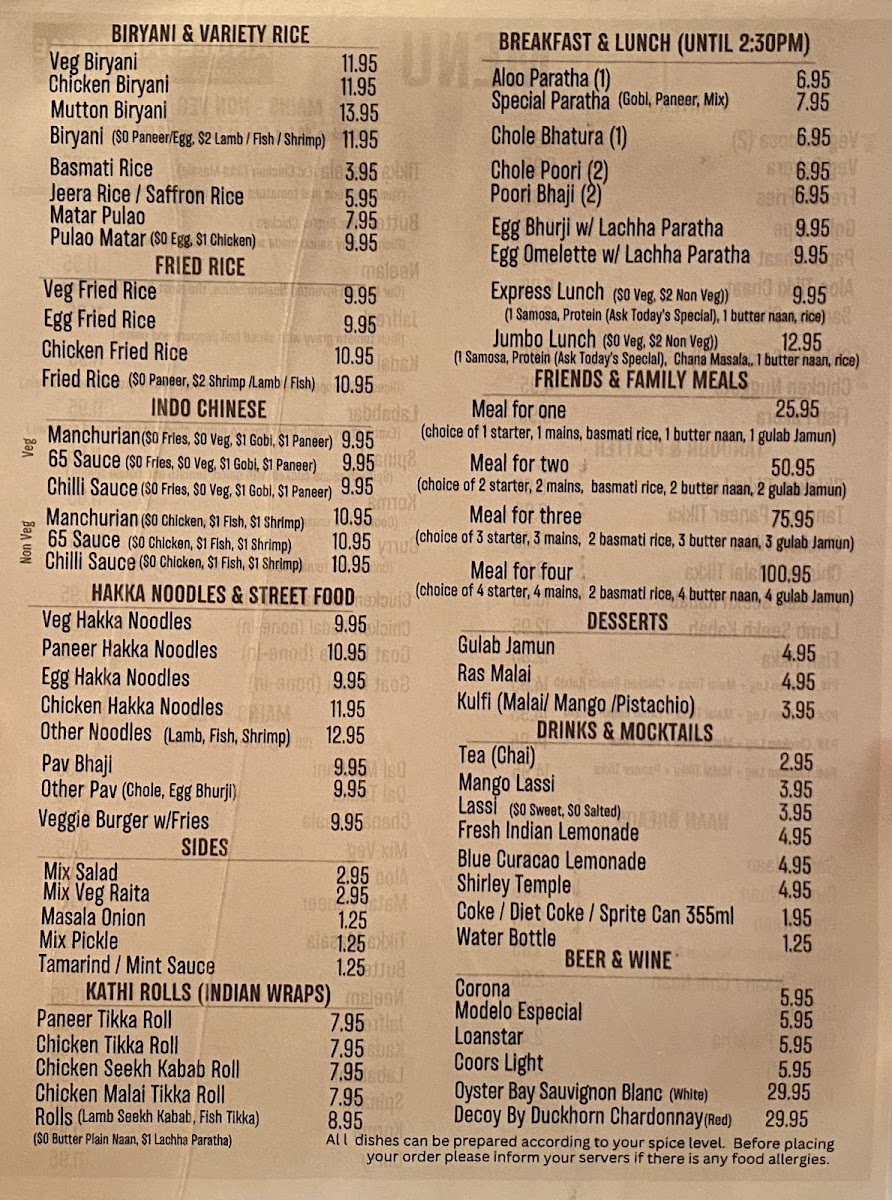 BIRYANI & VARIETY RICE
Veg Biryani 11.95
Chicken Biryani 11.95
Mutton Biryani 13.95
Biryani ($0 Paneer/Egg, $2 Lamb / Fish / Shrimp) 11.95
Basmati Rice 3.95
Jeera Rice / Saffron Rice 5.95
Matar Pulao 7.95
Pulao Matar ($0 Egg, $1 Chicken) 9.95
FRIED RICE
Veg Fried Rice 9.95
Egg Fried Rice 9.95
Chicken Fried Rice 10.95
Fried Rice ($0 Paneer, $2 Shrimp /Lamb / Fish) 10.95
INDO CHINESE
Veg
Manchurian($0 Fries, $0 Veg, $1 Gobi, $1 Paneer) 9.95
65 Sauce ($0 Fries, $0 Veg, $1 Gobi, $1 Paneer) 9.95
Chilli Sauce($0 Fries, $0 Veg, $1 Gobi, $1 Paneer) 9.95
Non Veg
Manchurian($0 Chicken, $1 Fish, $1 Shrimp) 10.95
65 Sauce ($0 Chicken, $1 Fish, $1 Shrimp) 10.95
Chilli Sauce($0 Chicken, $1 Fish, $1 Shrimp) 10.95
HAKKA NOODLES & STREET FOOD
Veg Hakka Noodles 9.95
Paneer Hakka Noodles 10.95
Egg Hakka Noodles 9.95
Chicken Hakka Noodles 11.95
Other Noodles (Lamb, Fish, Shrimp) 12.95
Pav Bhaji 9.95
Other Pav (Chole, Egg Bhurji) 9.95
Veggie Burger w/Fries 9.95
SIDES
Mix Salad 2.95
Mix Veg Raita 2.95
Masala Onion 1.25
Mix Pickle 1.25
Tamarind / Mint Sauce 1.25
KATHI ROLLS (INDIAN WRAPS)
Paneer Tikka Roll 7.95
Chicken Tikka Roll 7.95
Chicken Seekh Kabab Roll 7.95
Chicken Malai Tikka Roll 7.95
Rolls (Lamb Seekh Kabab, Fish Tikka) 8.95
($0 Butter Plain Naan, $1 Lachha Paratha)
BREAKFAST & LUNCH (UNTIL 2:30PM)
Aloo Paratha (1) 6.95
Special Paratha (Gobi, Paneer, Mix) 7.95
Chole Bhatura (1) 6.95
Chole Poori (2) 6.95
Poori Bhaji (2) 6.95
Egg Bhurji w/ Lachha Paratha 9.95
Egg Omelette w/ Lachha Paratha 9.95
Express Lunch ($0 Veg, $2 Non Veg)) 9.95
(1 Samosa, Protein (Ask Today's Special), 1 butter naan, rice)
Jumbo Lunch ($0 Veg, $2 Non Veg)) 12.95
(1 Samosa, Protein (Ask Today's Special), Chana Masala,, 1 butter naan, rice)
FRIENDS & FAMILY MEALS
Meal for one 25.95
(choice of 1 starter, 1 mains, basmati rice, 1 butter naan, 1 gulab Jamun)
Meal for two 50.95
(choice of 2 starter, 2 mains, basmati rice, 2 butter naan, 2 gulab Jamun)
Meal for three 75.95
(choice of 3 starter, 3 mains, 2 basmati rice, 3 butter naan, 3 gulab Jamun)
Meal for four 100.95
(choice of 4 starter, 4 mains, 2 basmati rice, 4 butter naan, 4 gulab Jamun)
DESSERTS
Gulab Jamun 4.95
Ras Malai 4.95
Kulfi (Malai/ Mango /Pistachio) 3.95
DRINKS & MOCKTAILS
Tea (Chai) 2.95
Mango Lassi 3.95
Lassi ($0 Sweet, $0 Salted) 3.95
Fresh Indian Lemonade 4.95
Blue Curacao Lemonade 4.95
Shirley Temple 4.95
Coke / Diet Coke / Sprite Can 355ml 1.95
Water Bottle 1.25
BEER & WINE
Corona 5.95
Modelo Especial 5.95
Loanstar 5.95
Coors Light 5.95
Oyster Bay Sauvignon Blanc (White) 29.95
Decoy By Duckhorn Chardonnay(Red) 29.95
All dishes can be prepared according to your spice level. Before placing
your order please inform your servers if there is any food allergies.